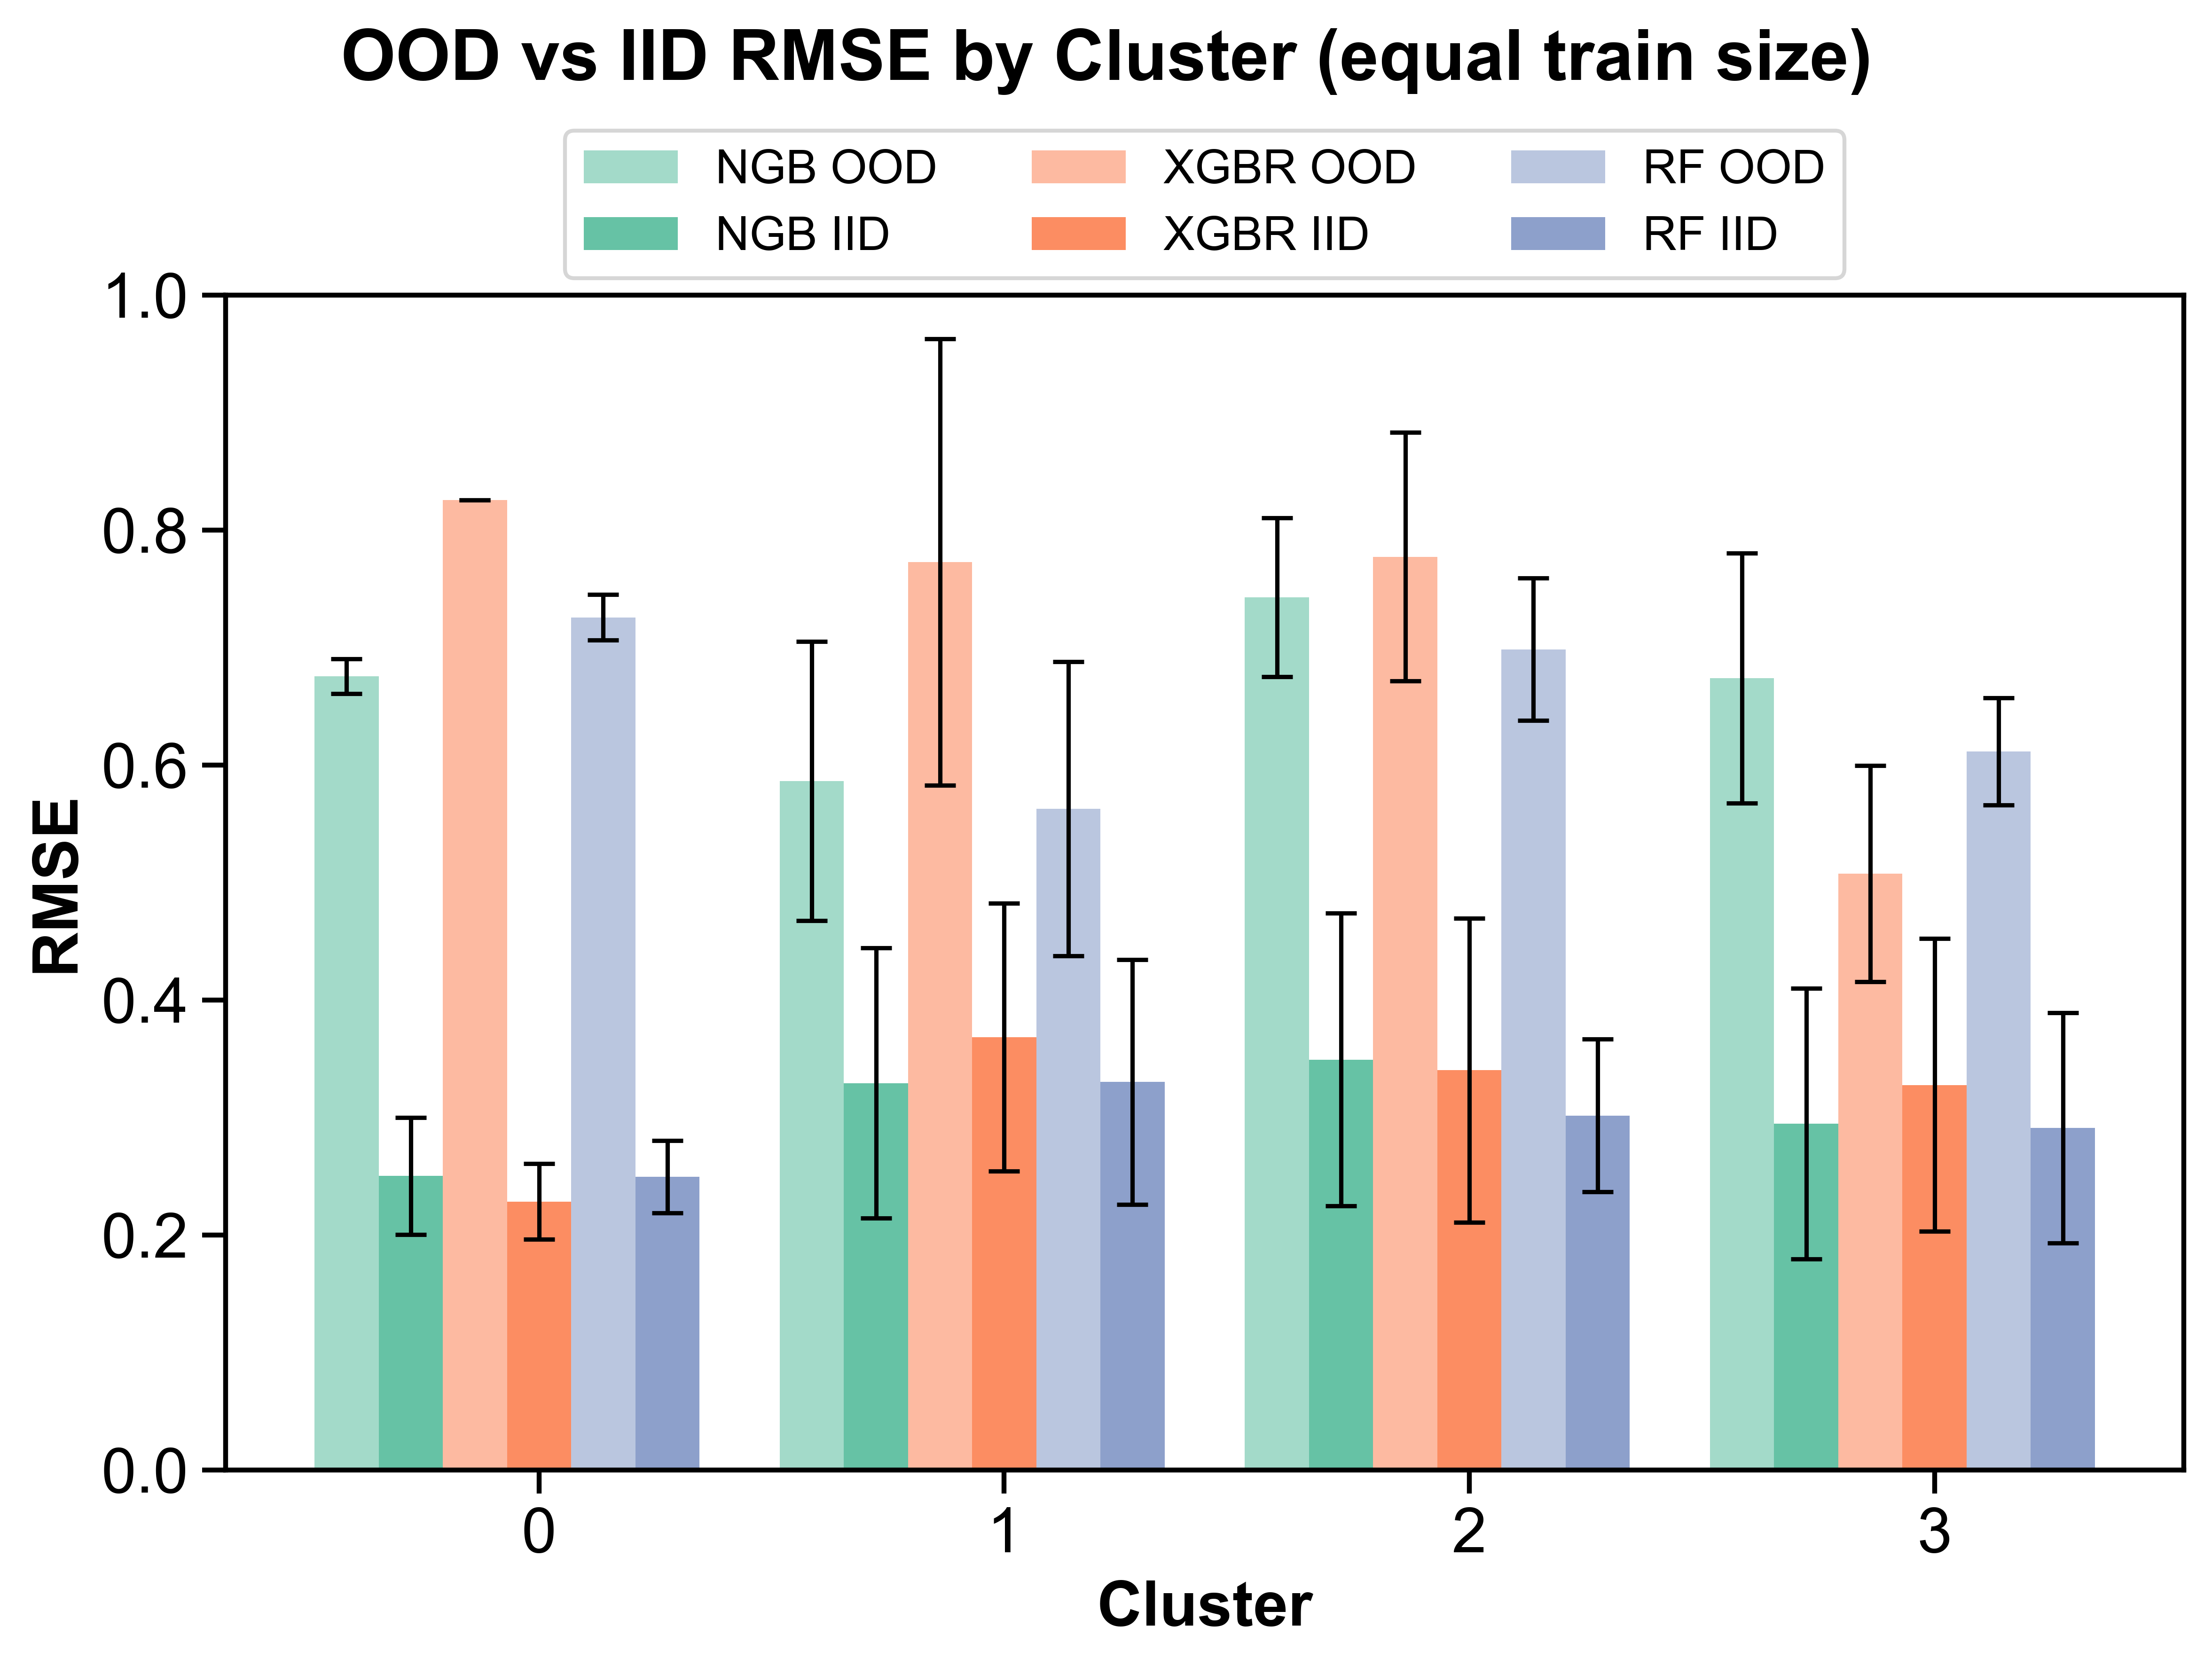 OOD vs IID RMSE by Cluster (equal train size)
NGB OOD XGBR OOD RF OOD
NGB IID XGBR IID RF IID
1.0
0.8
0.6
0.4
0.2
0.0
RMSE
0 1 2 3
Cluster